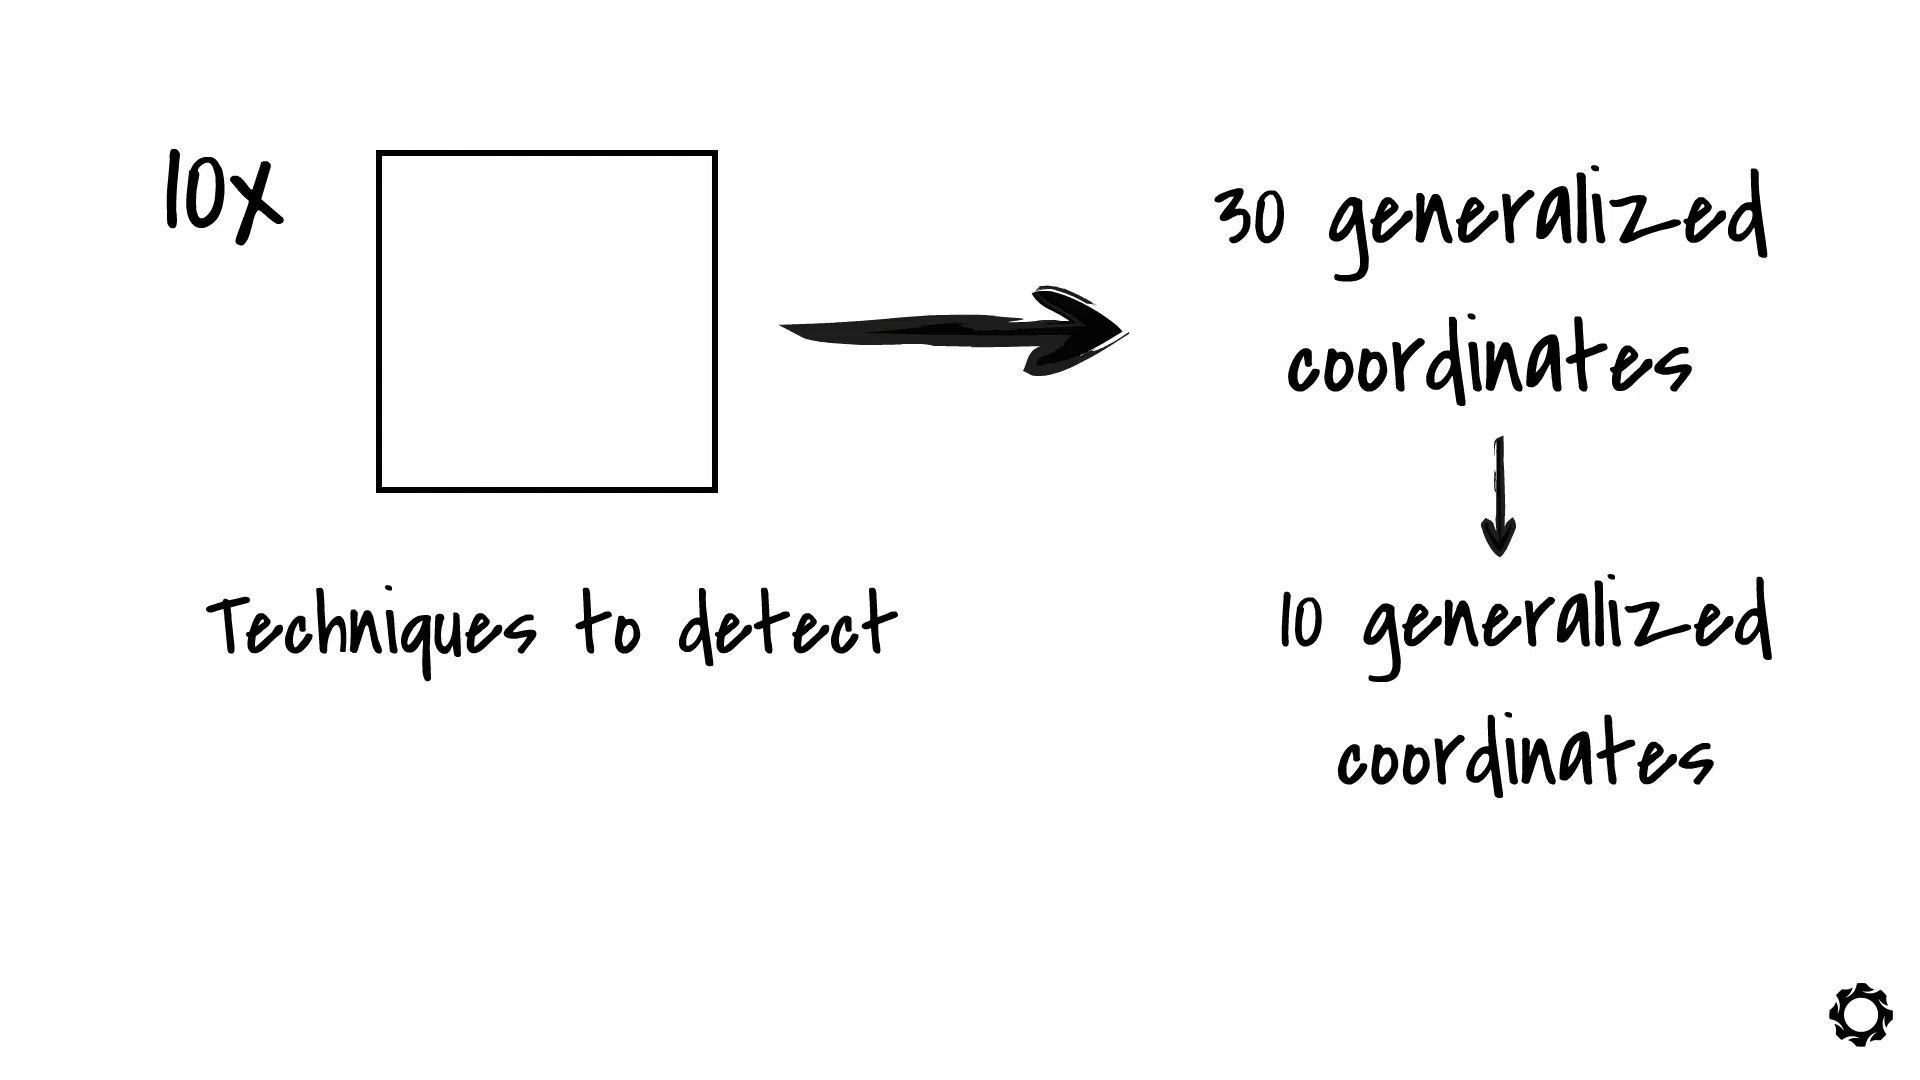 10x
30 generalized
coordinates
Techniques to detect
10 generalized
coordinates